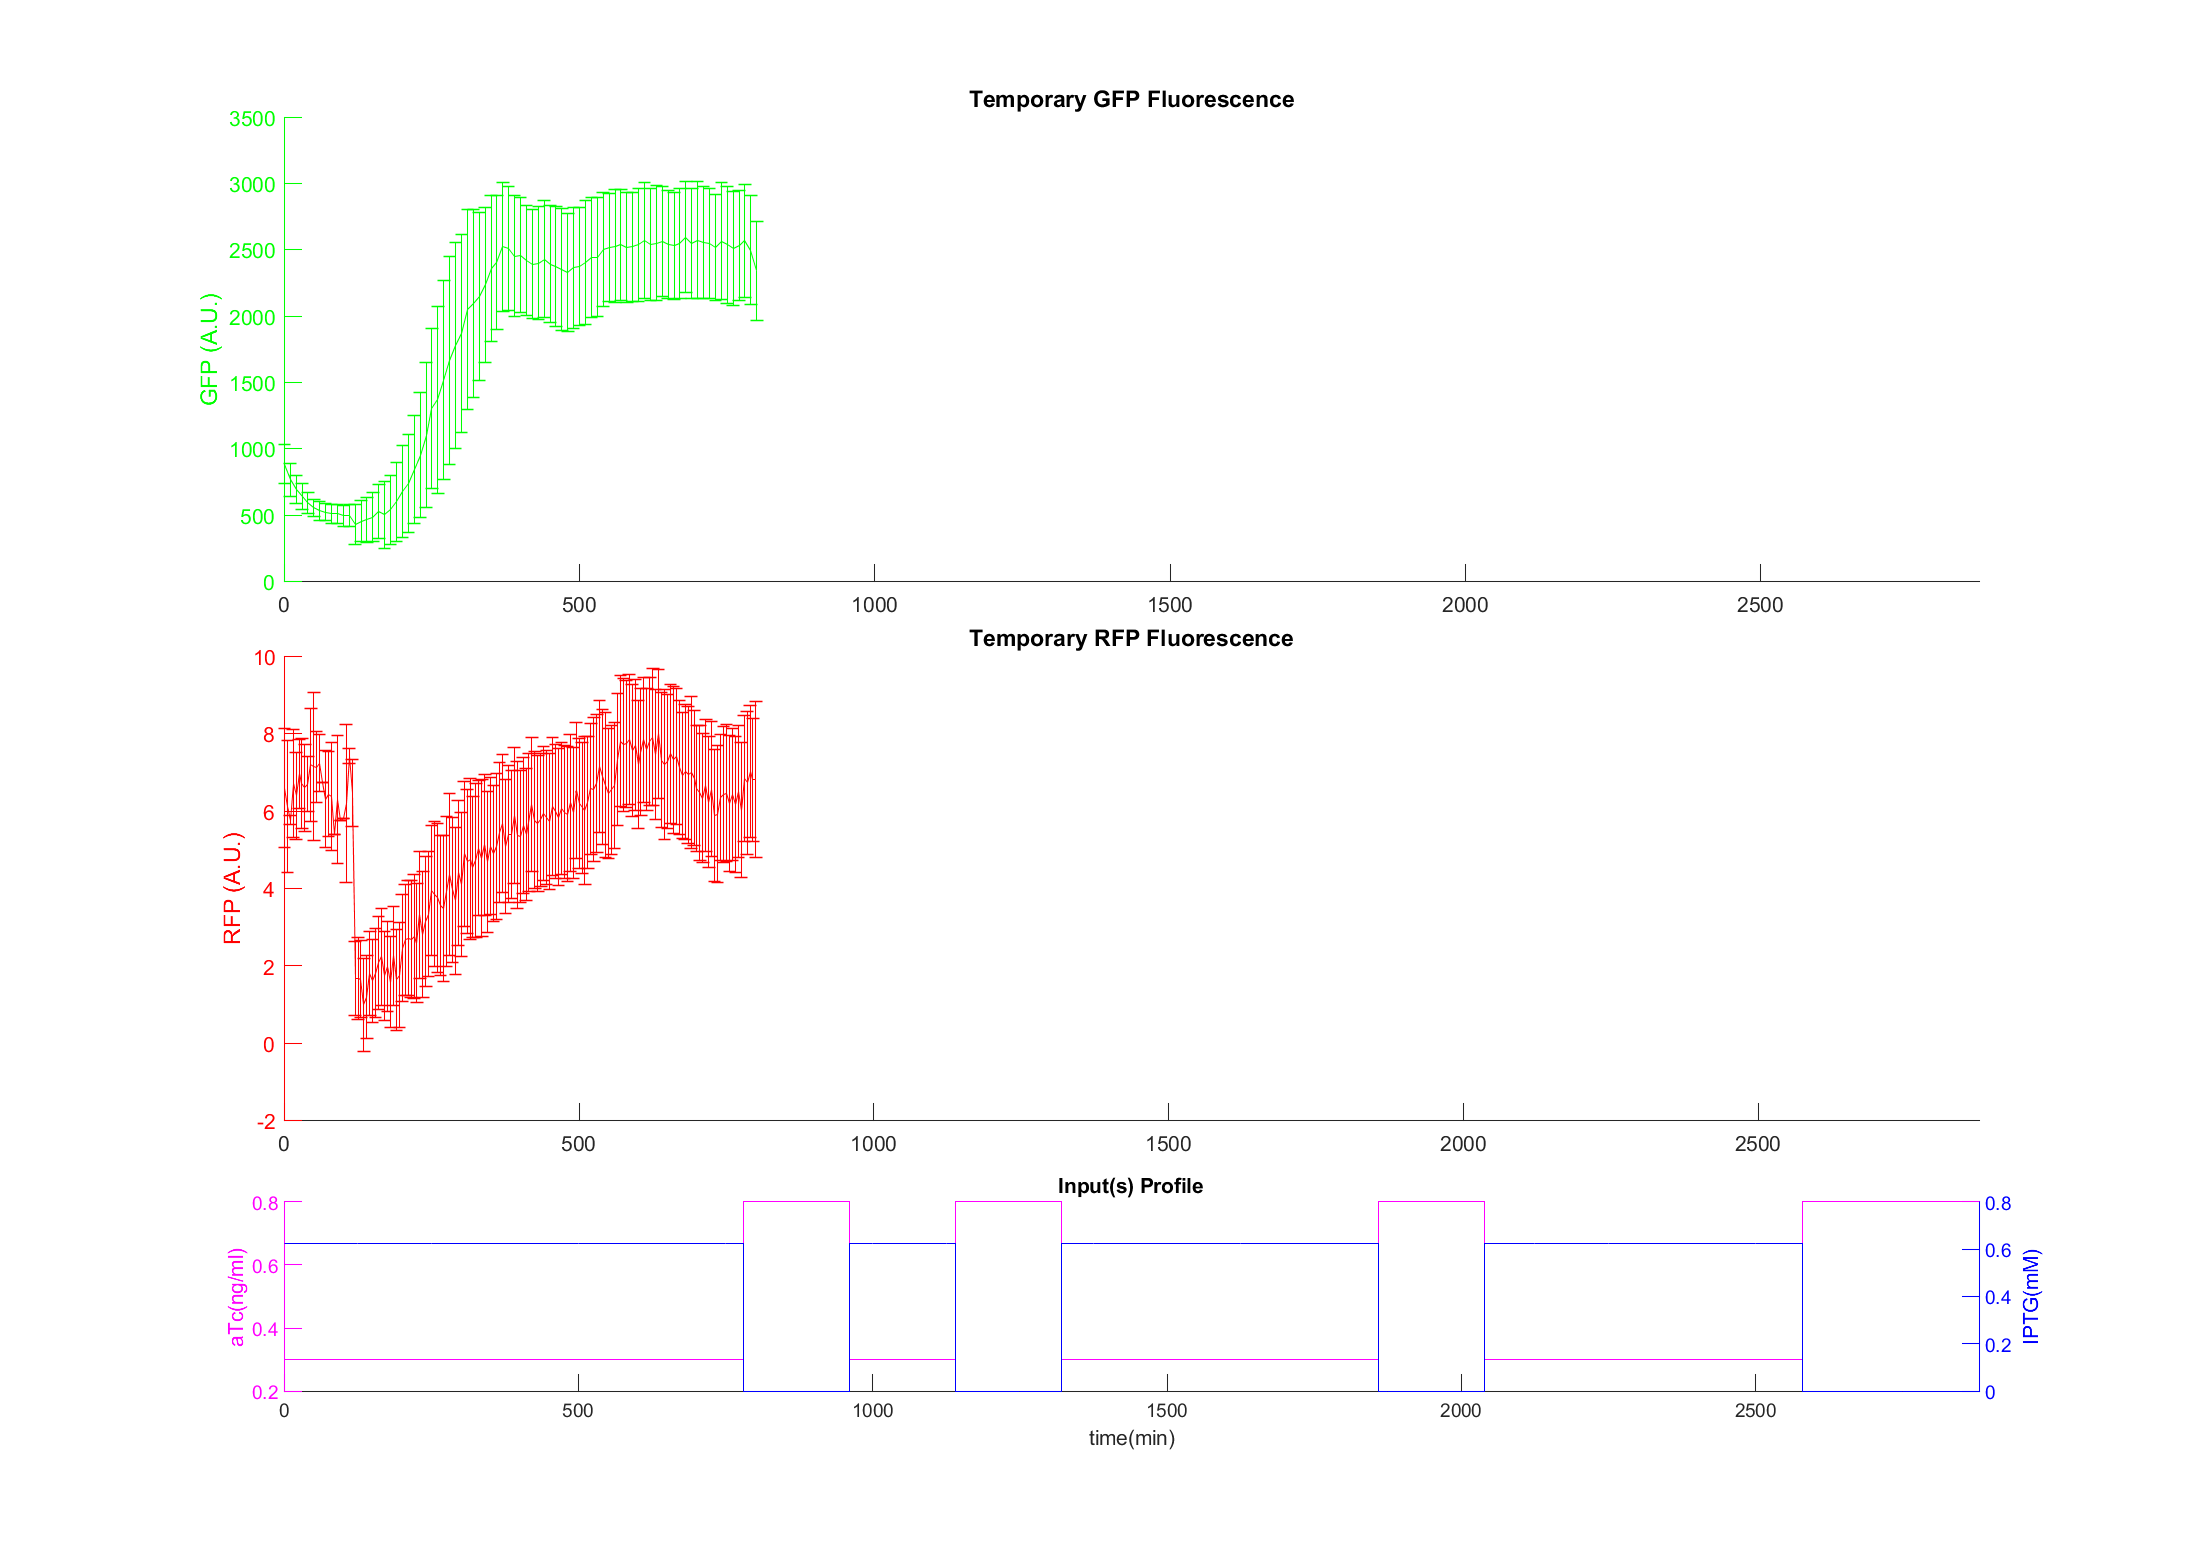 Temporary GFP Fluorescence
3500
3000
2500
2000
1500
1000
500
0
GFP (A.U.)
0 500 1000 1500 2000 2500
Temporary RFP Fluorescence
10
8
6
4
2
0
-2
RFP (A.U.)
0 500 1000 1500 2000 2500
Input(s) Profile
0.8
0.6
0.4
0.2
aTc(ng/ml)
0.8
0.6
0.4
0.2
0
IPTG(mM)
0 500 1000 1500 2000 2500
time(min)